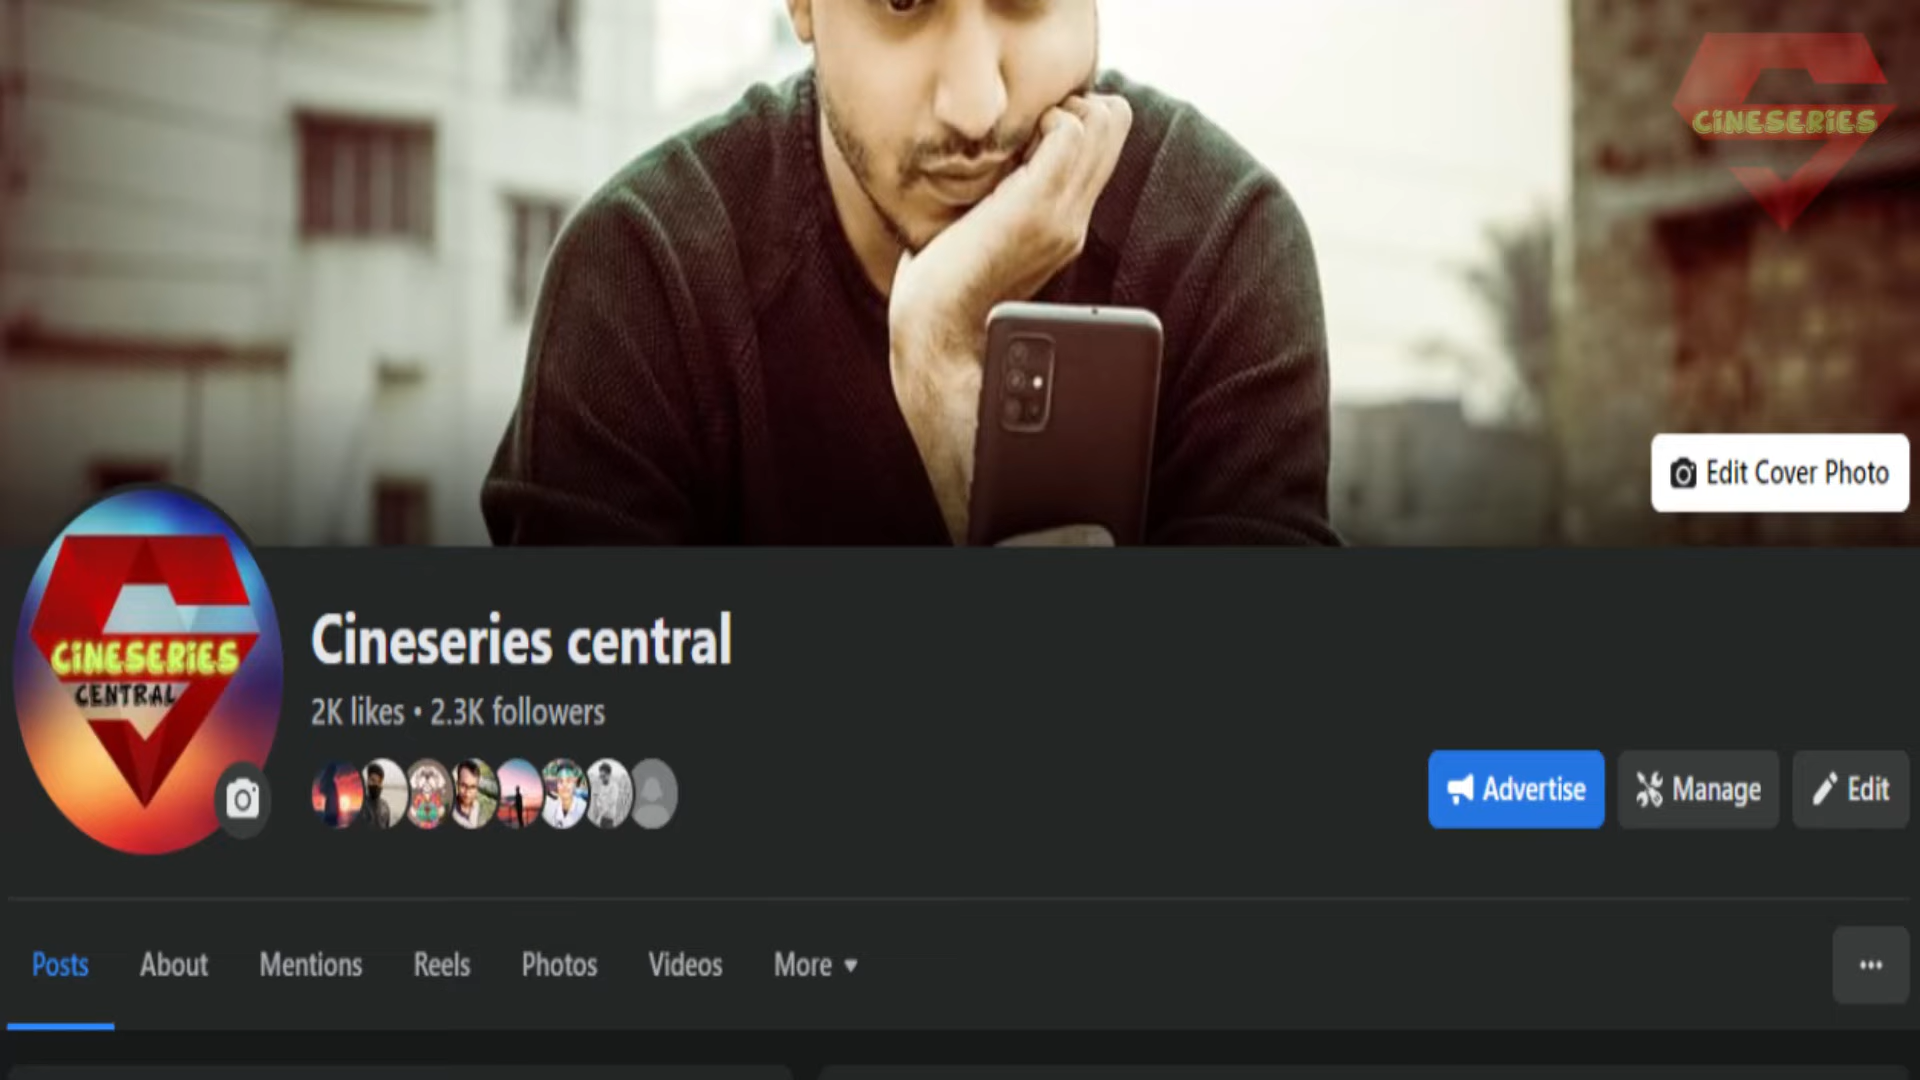 CINESERIES
Edit Cover Photo
CINESERIES
CENTRAL
Cineseries central
2K likes • 2.3K followers
Advertise
Manage
Edit
Posts
About
Mentions
Reels
Photos
Videos
More